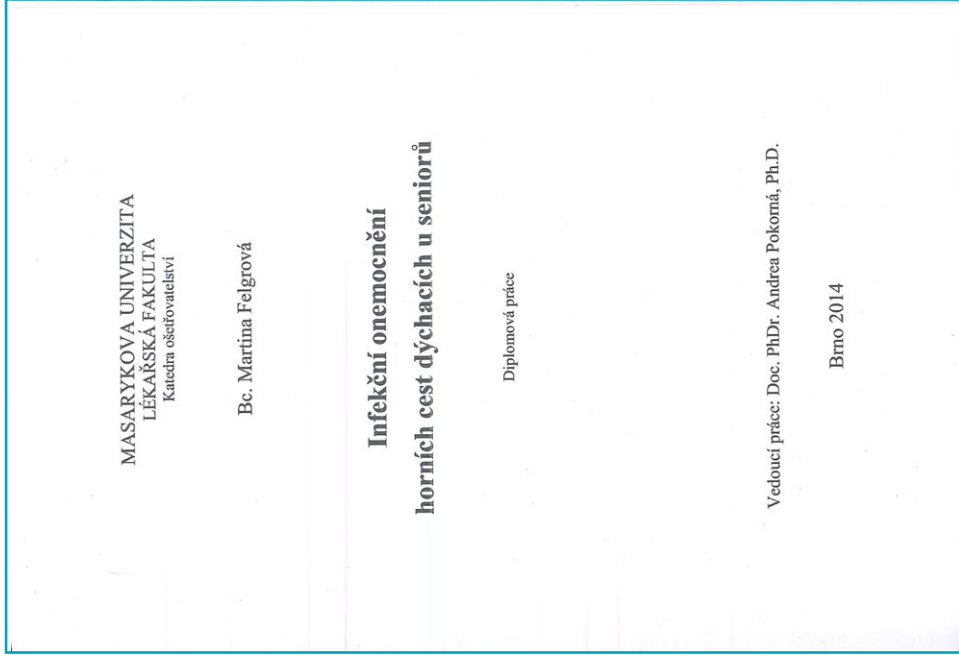 MASARYKOVA UNIVERZITA
LÉKAŘSKÁ FAKULTA
Katedra ošetřovatelství
Bc. Martina Felgrová
Infekční onemocnění
horních cest dýchacích u seniorů
Diplomová práce
Vedoucí práce: Doc. PhDr. Andrea Pokorná, Ph.D.
Brno 2014